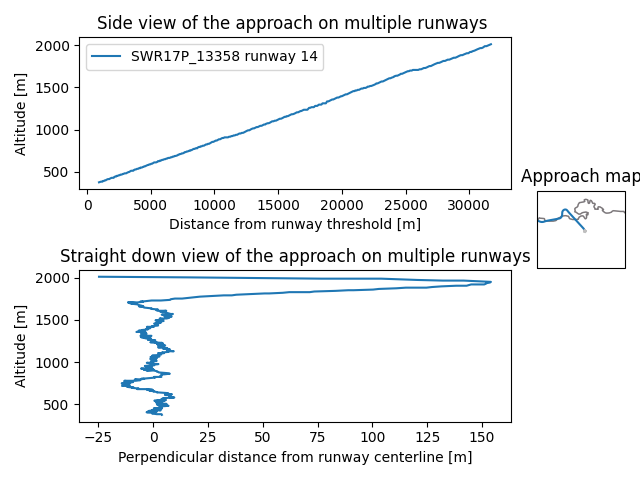 Side view of the approach on multiple runways
2000
1500
1000
500
Altitude [m]
SWR17P_13358 runway 14
0
5000
10000
15000
20000
25000
30000
Distance from runway threshold [m]
Approach map
Straight down view of the approach on multiple runways
2000
1500
1000
500
Altitude [m]
−25
0
25
50
75
100
125
150
Perpendicular distance from runway centerline [m]